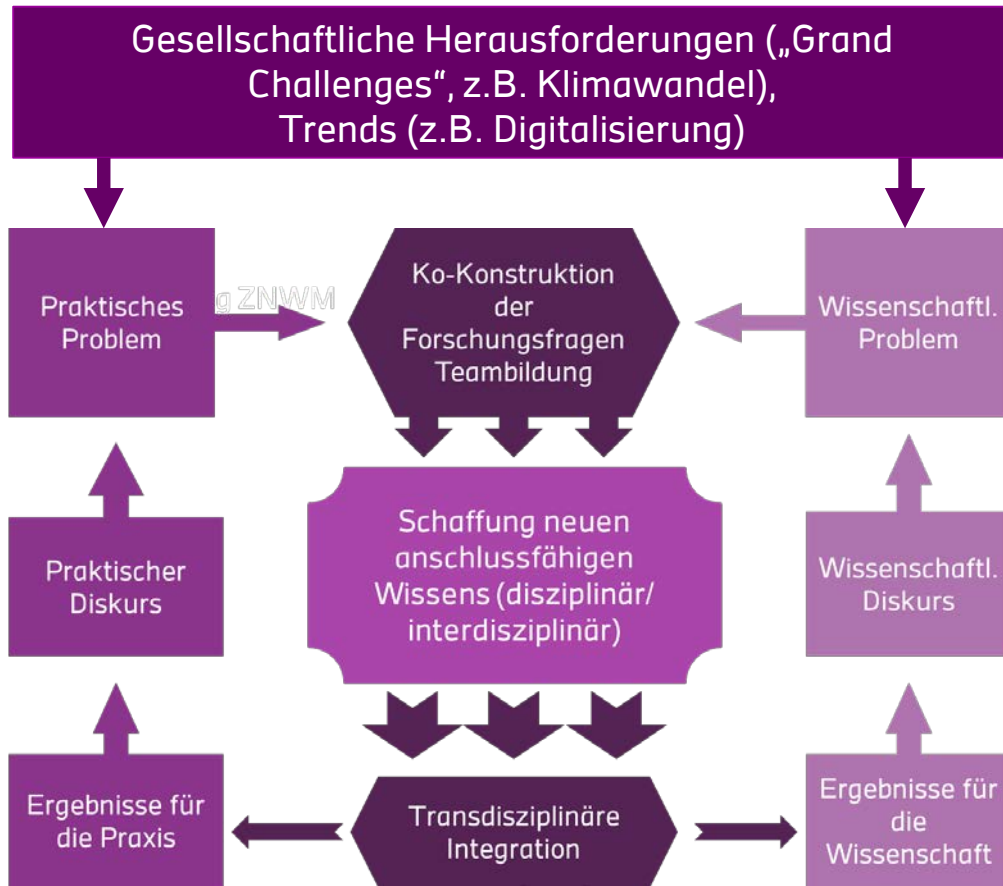 Gesellschaftliche Herausforderungen („Grand
Challenges“, z.B. Klimawandel),
Trends (z.B. Digitalisierung)
Praktisches
Problem
g ZNWM
Ko-Konstruktion
der
Forschungsfragen
Teambildung
Wissenschaftl.
Problem
Praktischer
Diskurs
Schaffung neuen
anschlussfähigen
Wissens (disziplinär/
interdisziplinär)
Wissenschaftl.
Diskurs
Ergebnisse für
die Praxis
Transdisziplinäre
Integration
Ergebnisse für
die
Wissenschaft